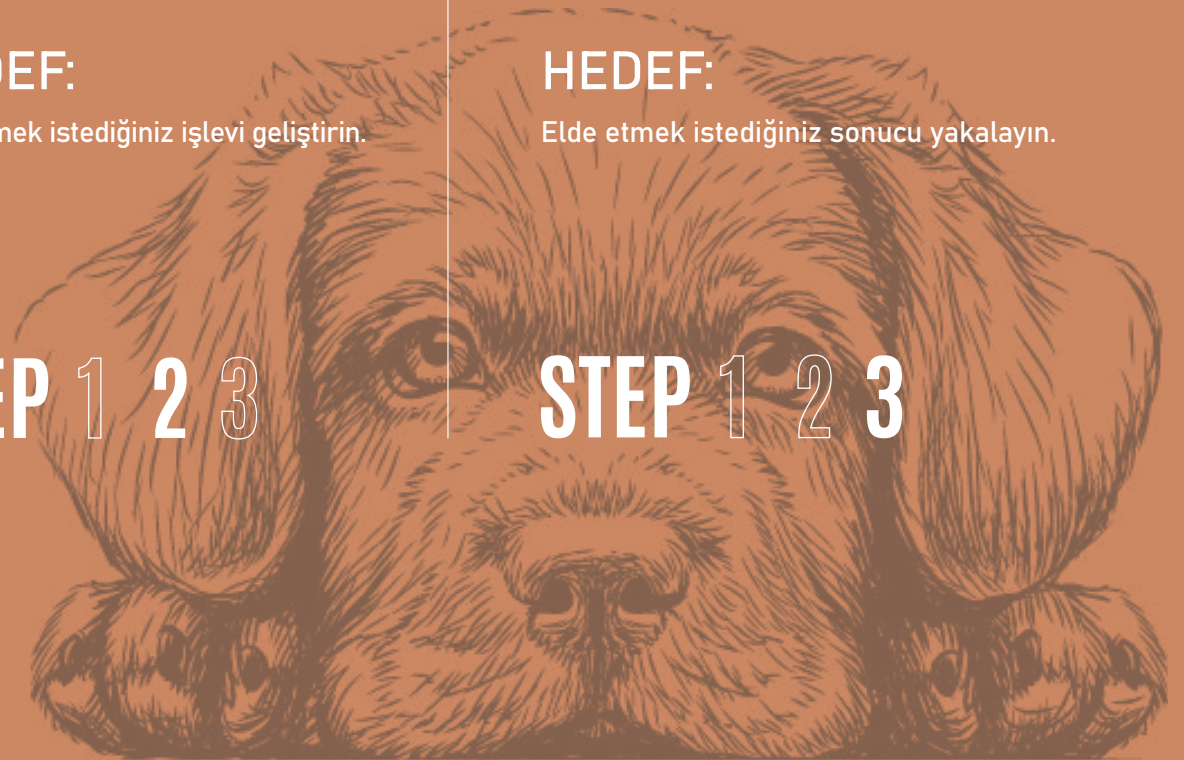 DEF:
mek istediğiniz işlevi geliştirin.
EP 1 2 3
HEDEF:
Elde etmek istediğiniz sonucu yakalayın.
STEP 1 2 3